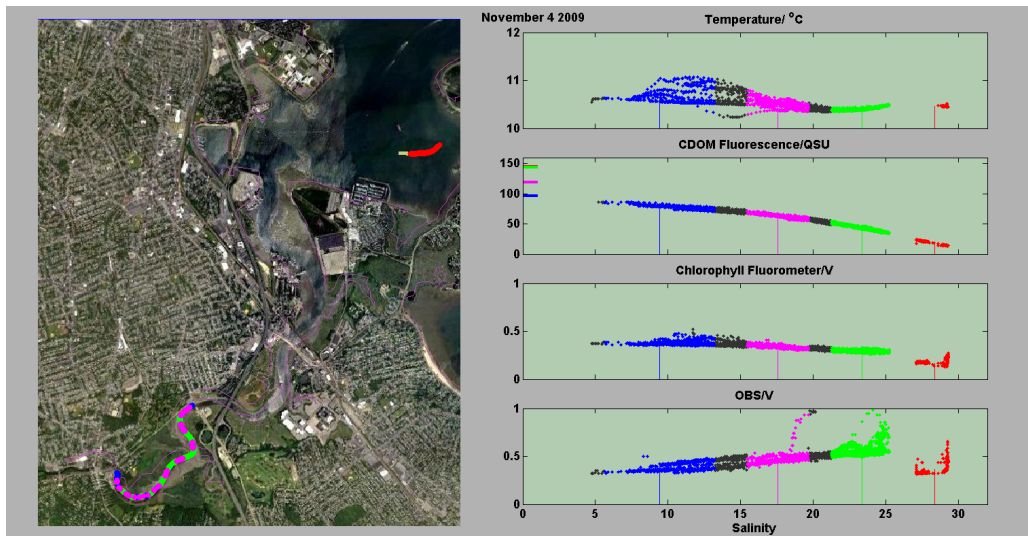 November 4 2009
Temperature/ °C
12
11
10
CDOM Fluorescence/QSU
150
100
50
0
Chlorophyll Fluorometer/V
1
0.5
0
OBS/V
1
0.5
0
0 5 10 15 20 25 30
Salinity